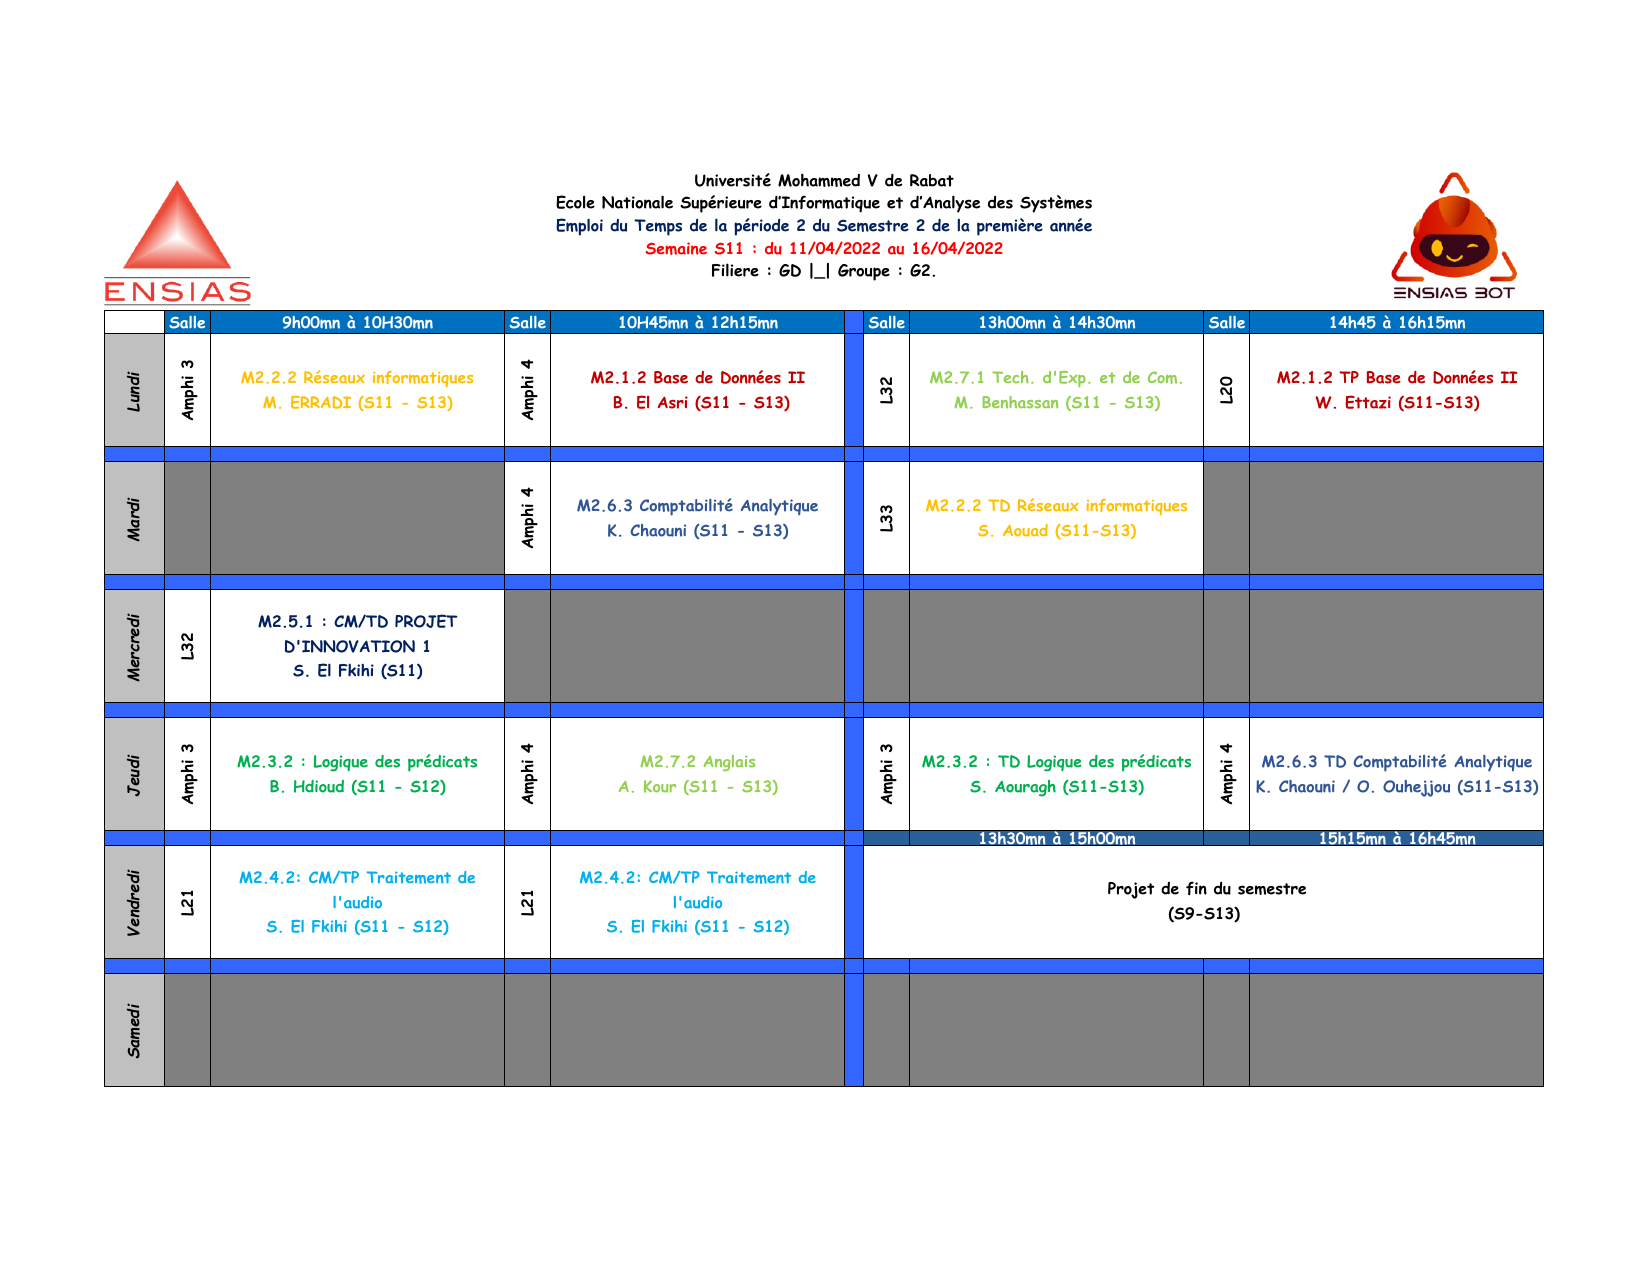 Université Mohammed V de Rabat
Ecole Nationale Supérieure d’Informatique et d’Analyse des Systèmes
Emploi du Temps de la période 2 du Semestre 2 de la première année
Semaine S11 : du 11/04/2022 au 16/04/2022
Filiere : GD |_| Groupe : G2.
ENSIAS
ENSIAS BOT
Salle 9h00mn à 10H30mn Salle 10H45mn à 12h15mn Salle 13h00mn à 14h30mn Salle 14h45 à 16h15mn
Lundi
Amphi 3
M2.2.2 Réseaux informatiques
M. ERRADI (S11 - S13)
Amphi 4
M2.1.2 Base de Données II
B. El Asri (S11 - S13)
L32
M2.7.1 Tech. d'Exp. et de Com.
M. Benhassan (S11 - S13)
L20
M2.1.2 TP Base de Données II
W. Ettazi (S11-S13)
Mardi
Amphi 4
M2.6.3 Comptabilité Analytique
K. Chaouni (S11 - S13)
L33
M2.2.2 TD Réseaux informatiques
S. Aouad (S11-S13)
Mercredi
L32
M2.5.1 : CM/TD PROJET
D'INNOVATION 1
S. El Fkihi (S11)
Jeudi
Amphi 3
M2.3.2 : Logique des prédicats
B. Hdioud (S11 - S12)
Amphi 4
M2.7.2 Anglais
A. Kour (S11 - S13)
Amphi 3
M2.3.2 : TD Logique des prédicats
S. Aouragh (S11-S13)
Amphi 4
M2.6.3 TD Comptabilité Analytique
K. Chaouni / O. Ouhejjou (S11-S13)
13h30mn à 15h00mn 15h15mn à 16h45mn
Vendredi
L21
M2.4.2: CM/TP Traitement de
l'audio
S. El Fkihi (S11 - S12)
L21
M2.4.2: CM/TP Traitement de
l'audio
S. El Fkihi (S11 - S12)
Projet de fin du semestre
(S9-S13)
Samedi